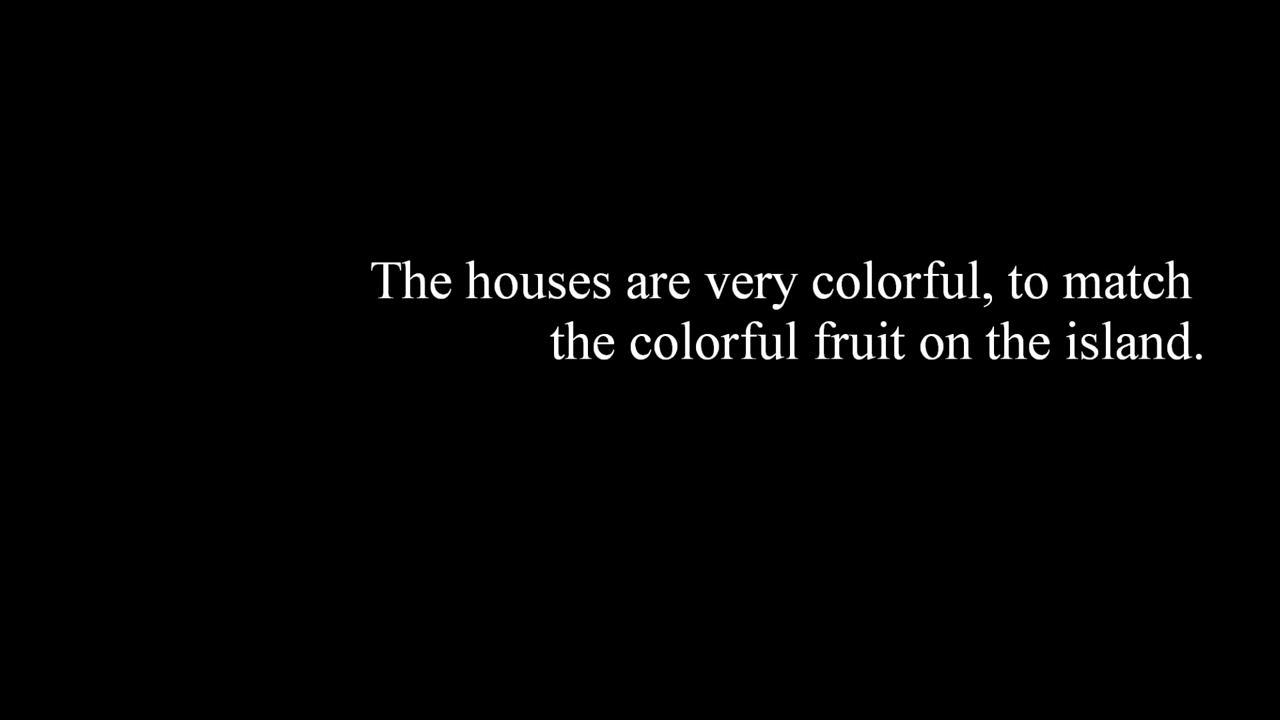 The houses are very colorful, to match
the colorful fruit on the island.